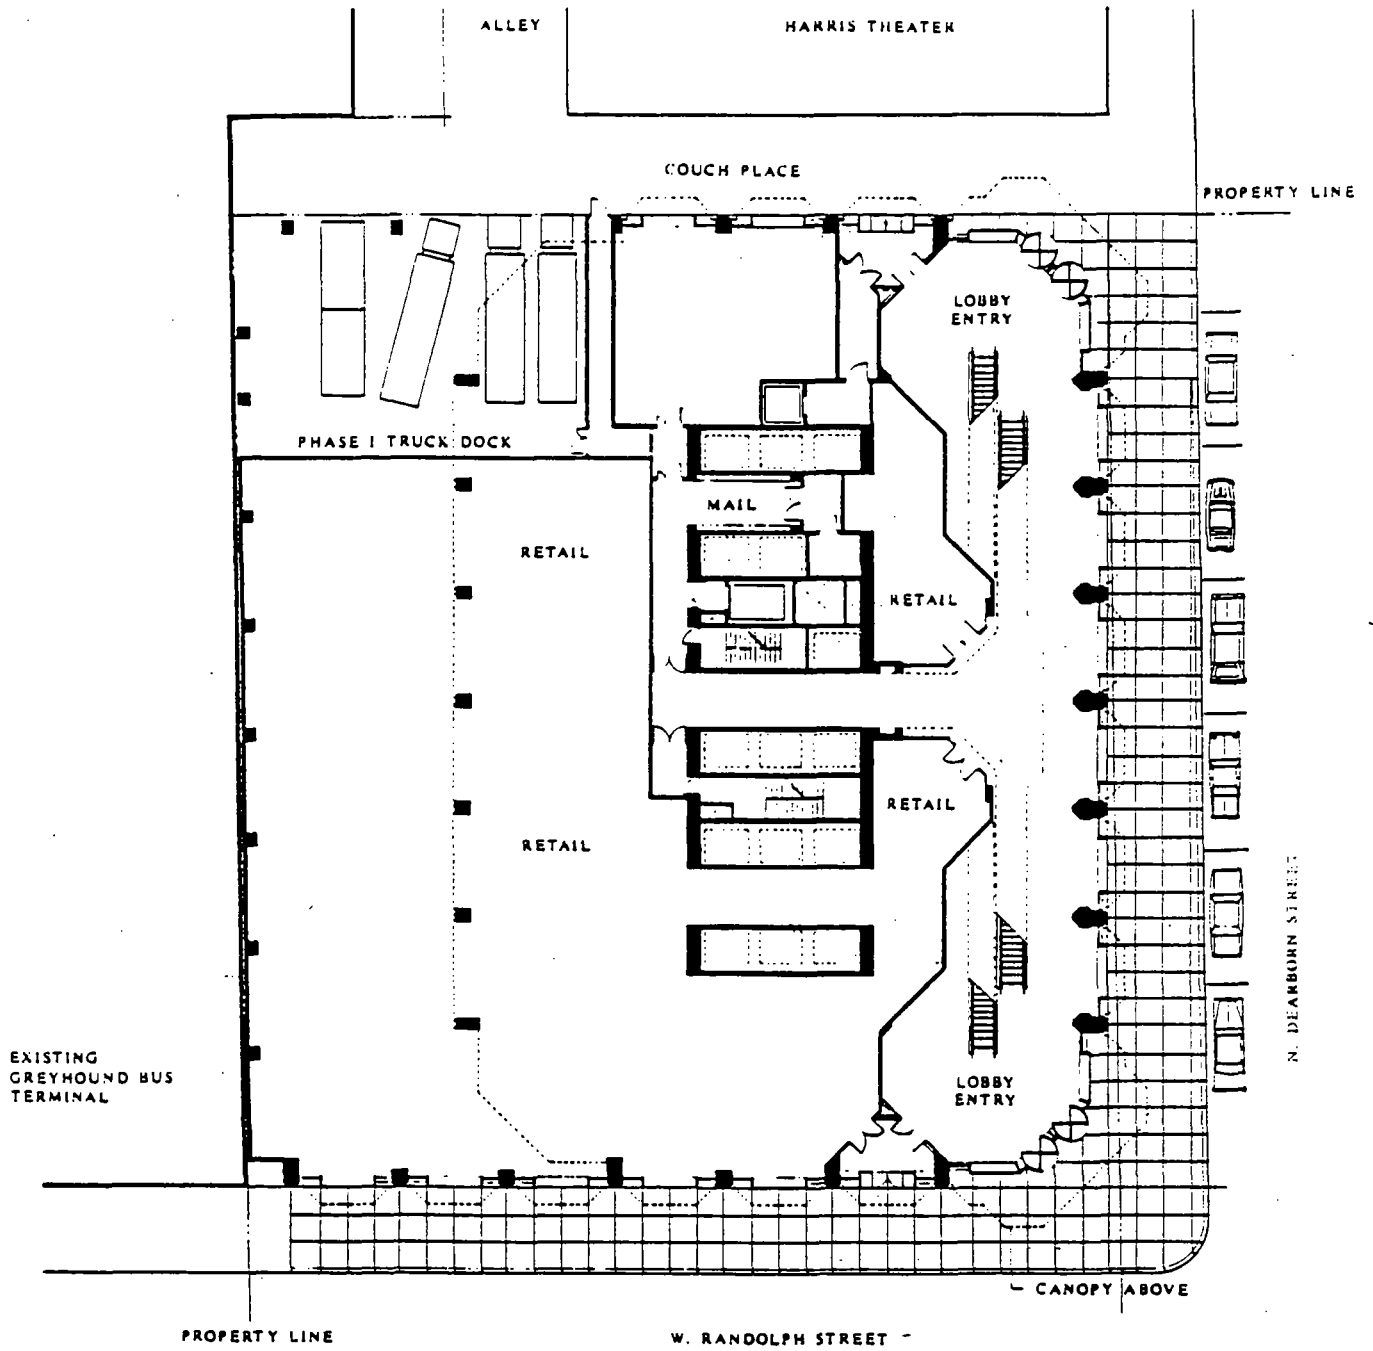 ALLEY
HARRIS THEATER
COUCH PLACE
PROPERTY LINE
LOBBY
ENTRY
PHASE I TRUCK DOCK
MAIL
RETAIL
RETAIL
RETAIL
RETAIL
N. DEARBORN STREET
EXISTING
GREYHOUND BUS
TERMINAL
LOBBY
ENTRY
CANOPY ABOVE
PROPERTY LINE
W. RANDOLPH STREET